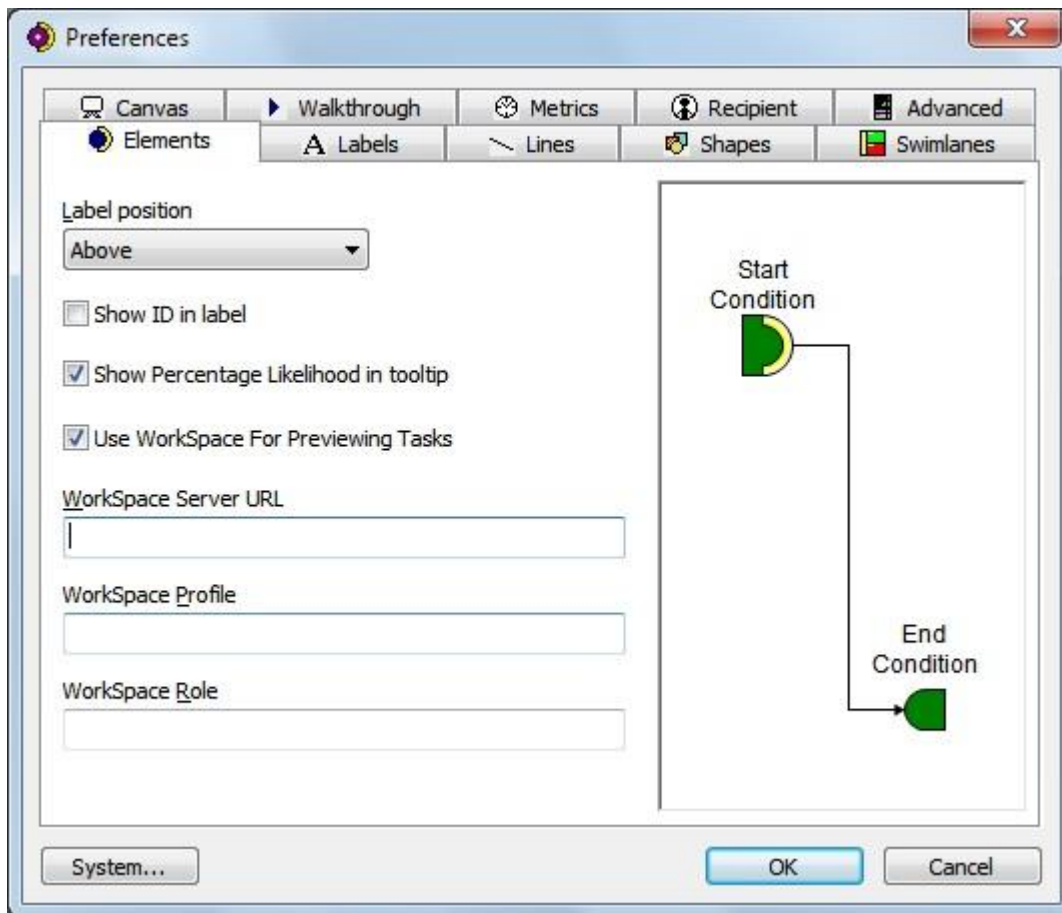 Preferences
Canvas
Walkthrough
Metrics
Recipient
Advanced
Elements
Labels
Lines
Shapes
Swimlanes
Label position
Above
Show ID in label
Show Percentage Likelihood in tooltip
Use WorkSpace For Previewing Tasks
WorkSpace Server URL
WorkSpace Profile
WorkSpace Role
Start
Condition
End
Condition
System...
OK
Cancel